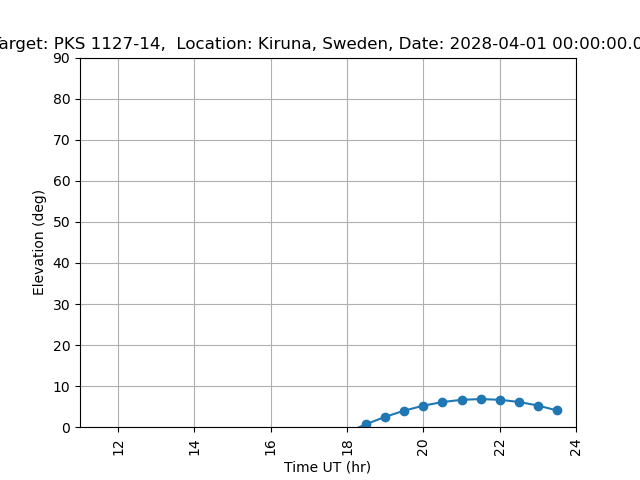 arget: PKS 1127-14,  Location: Kiruna, Sweden, Date: 2028-04-01 00:00:00.0
90
80
70
60
50
40
30
20
10
0
Elevation (deg)
12 14 16 18 20 22 24
Time UT (hr)